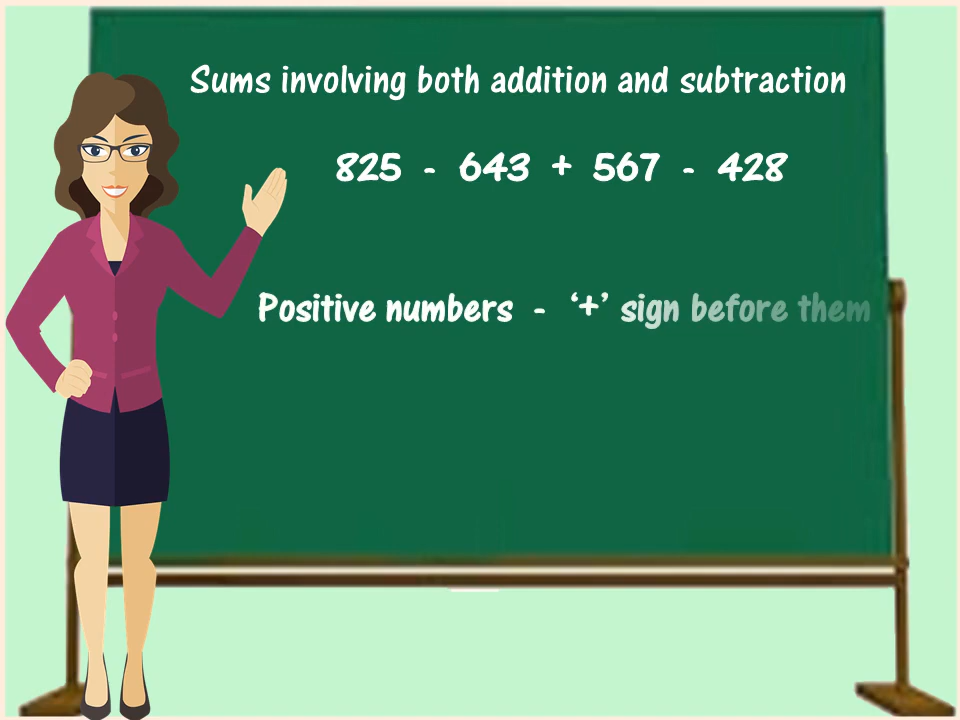 Sums involving both addition and subtraction
825 - 643 + 567 - 428
Positive numbers - ‘+’ sign before them